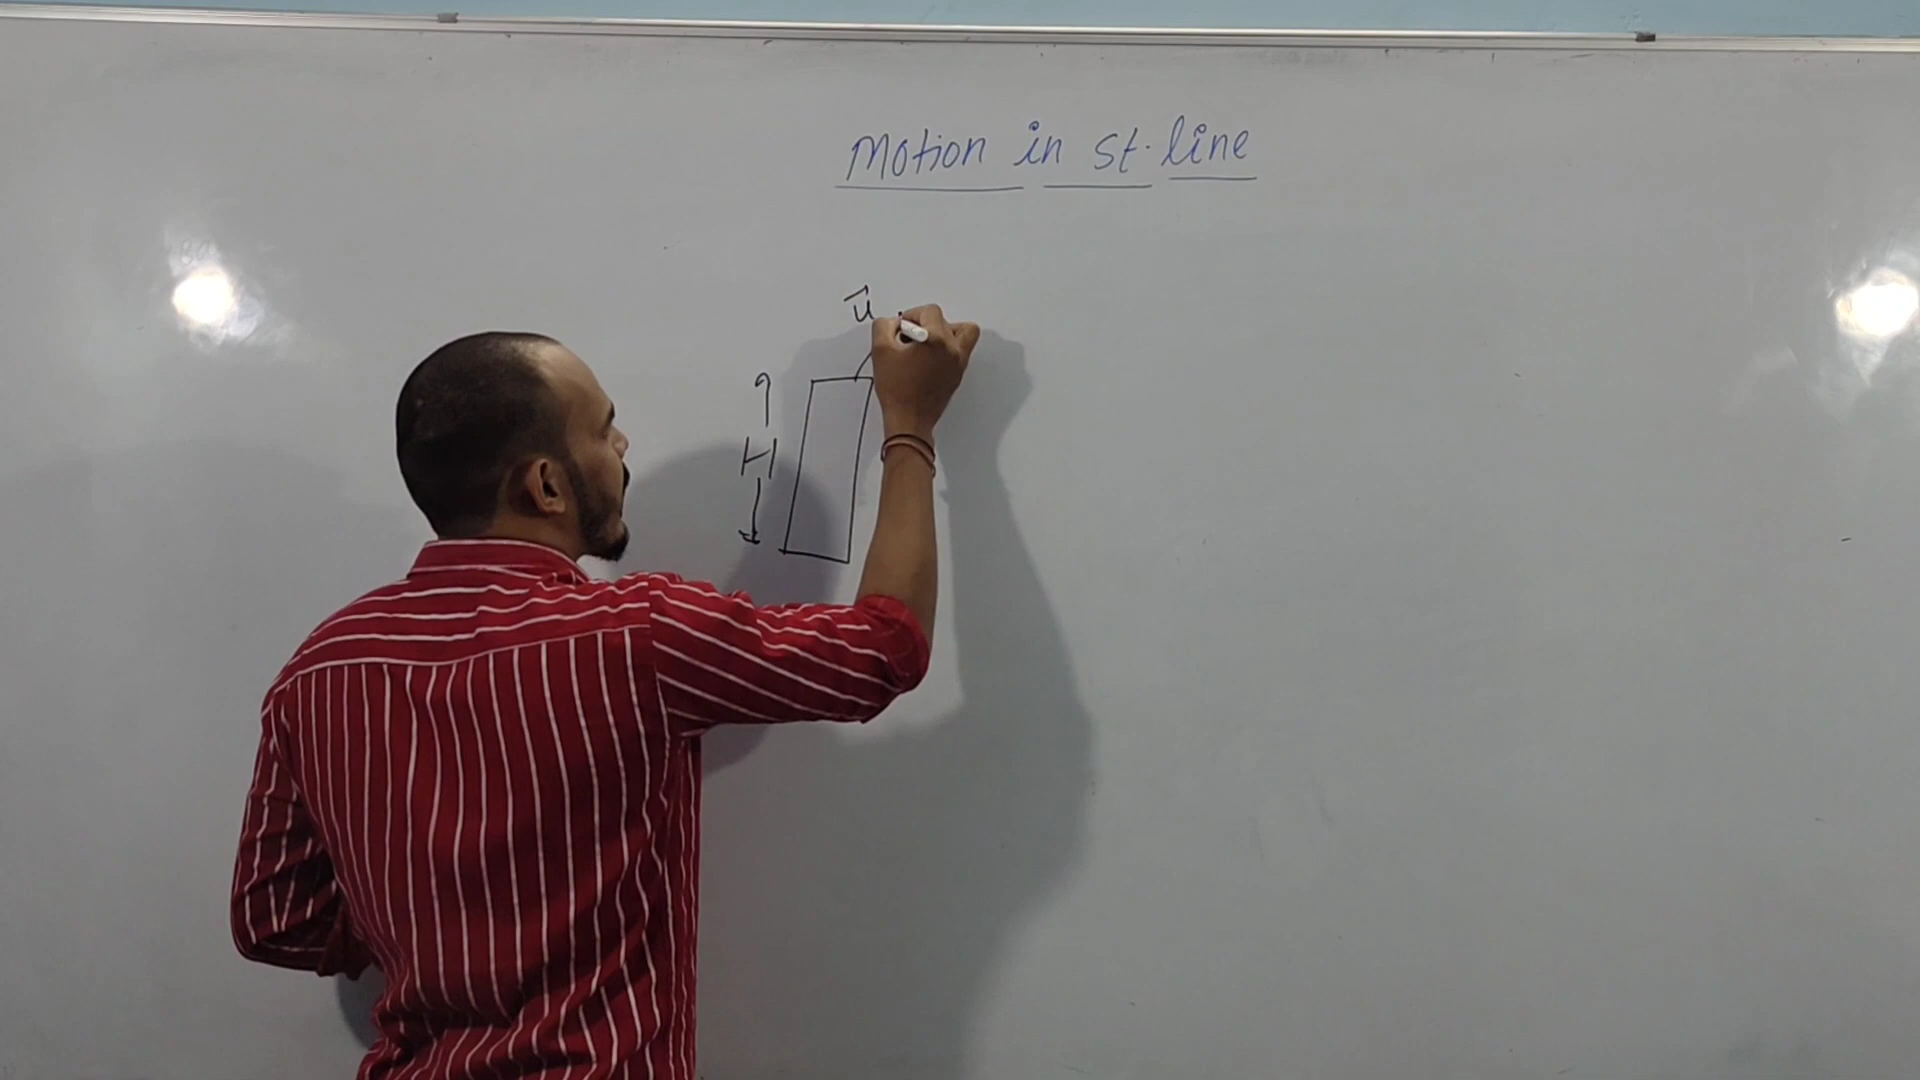 Motion in st. line
u⃗
H